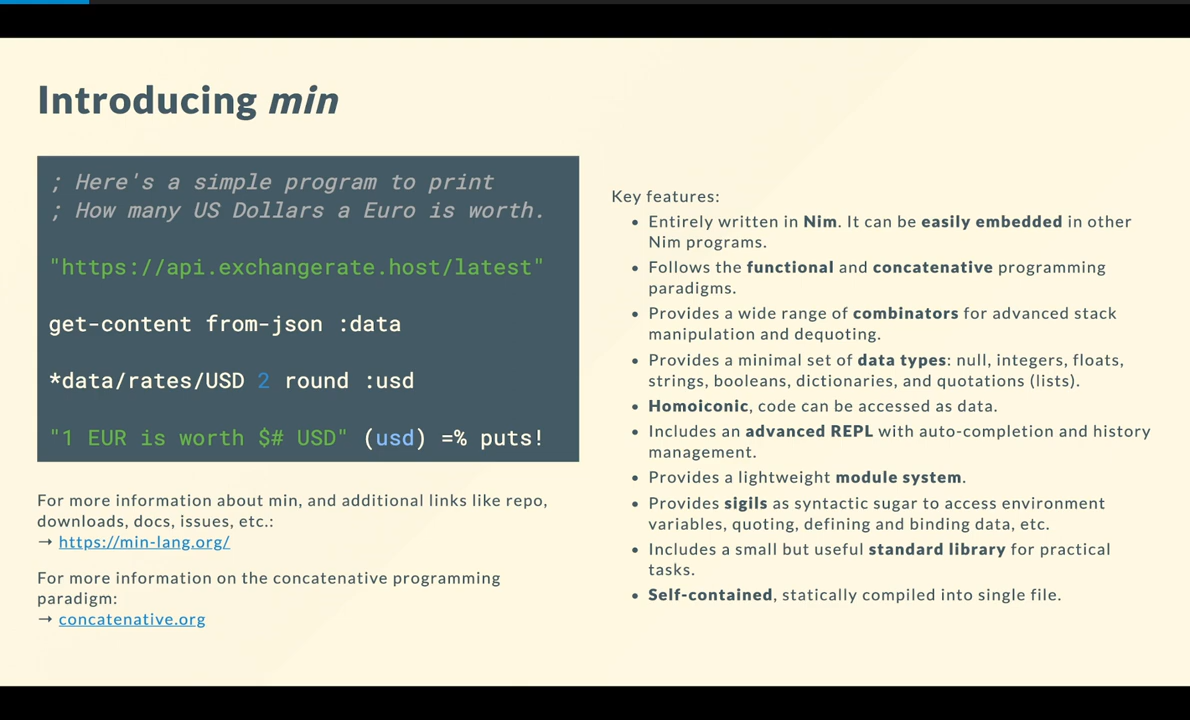 Introducing min
; Here's a simple program to print
; How many US Dollars a Euro is worth.
"https://api.exchangerate.host/latest"
get-content from-json :data
*data/rates/USD 2 round :usd
"1 EUR is worth $# USD" (usd) =% puts!
For more information about min, and additional links like repo,
downloads, docs, issues, etc.:
→ https://min-lang.org/
For more information on the concatenative programming
paradigm:
→ concatenative.org
Key features:
• Entirely written in Nim. It can be easily embedded in other
Nim programs.
• Follows the functional and concatenative programming
paradigms.
• Provides a wide range of combinators for advanced stack
manipulation and dequoting.
• Provides a minimal set of data types: null, integers, floats,
strings, booleans, dictionaries, and quotations (lists).
• Homoiconic, code can be accessed as data.
• Includes an advanced REPL with auto-completion and history
management.
• Provides a lightweight module system.
• Provides sigils as syntactic sugar to access environment
variables, quoting, defining and binding data, etc.
• Includes a small but useful standard library for practical
tasks.
• Self-contained, statically compiled into single file.